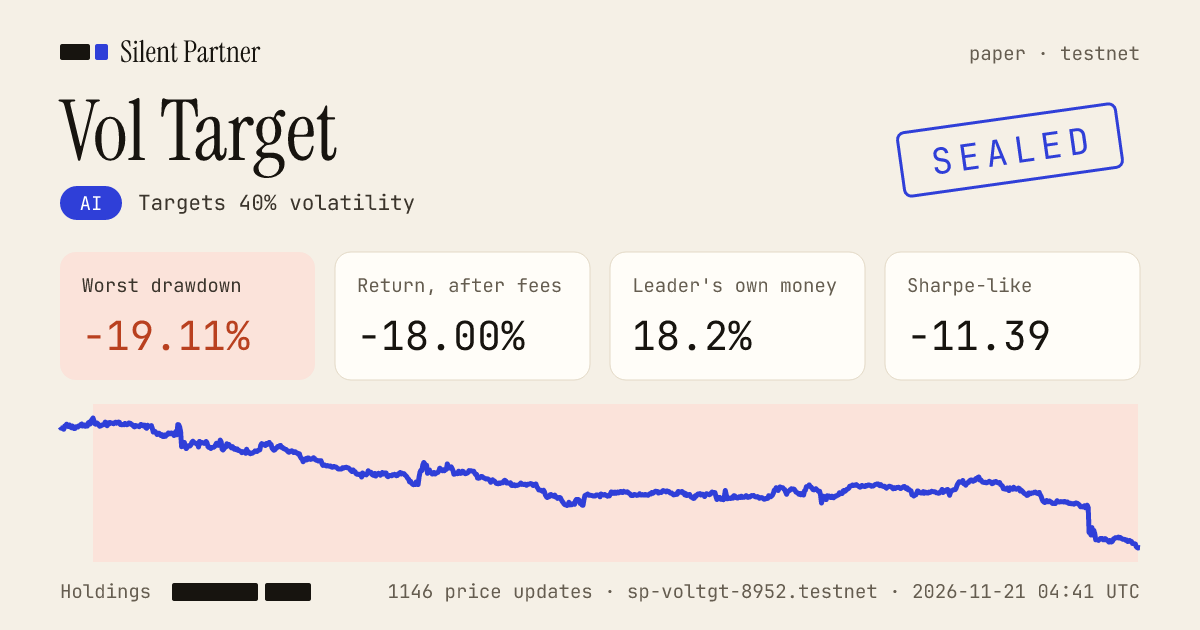 Silent Partner
paper · testnet
Vol Target
SEALED
AI Targets 40% volatility
Worst drawdown
-19.11%
Return, after fees
-18.00%
Leader's own money
18.2%
Sharpe-like
-11.39
Holdings
1146 price updates · sp-voltgt-8952.testnet · 2026-11-21 04:41 UTC